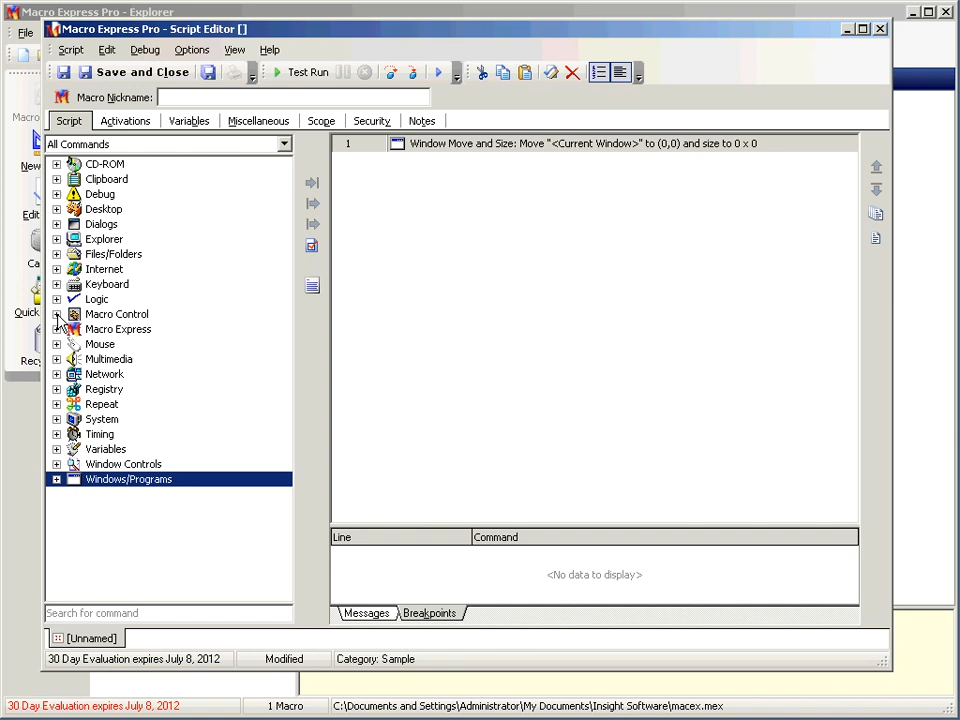 Macro Express Pro - Explorer
File
Macro Express Pro - Script Editor []
Script Edit Debug Options View Help
Save and Close Test Run
Macro Nickname:
Script Activations Variables Miscellaneous Scope Security Notes
All Commands
CD-ROM
Clipboard
Debug
Desktop
Dialogs
Explorer
Files/Folders
Internet
Keyboard
Logic
Macro Control
Macro Express
Mouse
Multimedia
Network
Registry
Repeat
System
Timing
Variables
Window Controls
Windows/Programs
1 Window Move and Size: Move "<Current Window>" to (0,0) and size to 0 x 0
Line Command
<No data to display>
Search for command
Messages Breakpoints
[Unnamed]
30 Day Evaluation expires July 8, 2012 Modified Category: Sample
Macro
New
Edit
Ca
Quick
Recy
30 Day Evaluation expires July 8, 2012 1 Macro C:\Documents and Settings\Administrator\My Documents\Insight Software\macex.mex